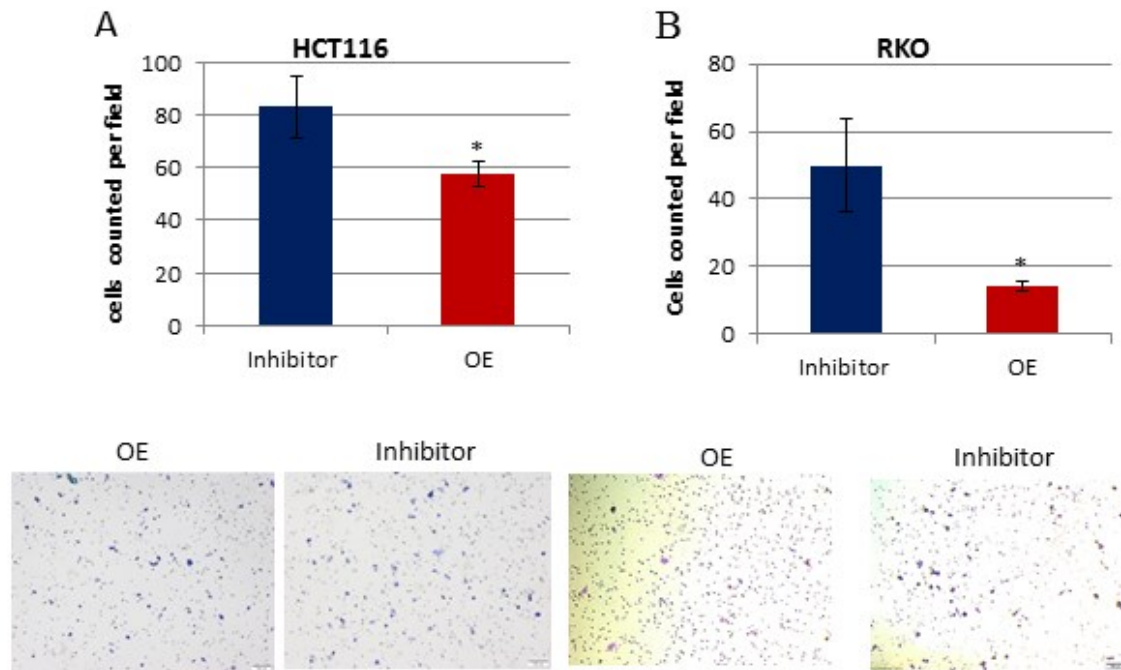 A
HCT116
cells counted per field
100
80
60
40
20
0
*
Inhibitor
OE
B
RKO
Cells counted per field
80
60
40
20
0
*
Inhibitor
OE
OE
Inhibitor
OE
Inhibitor